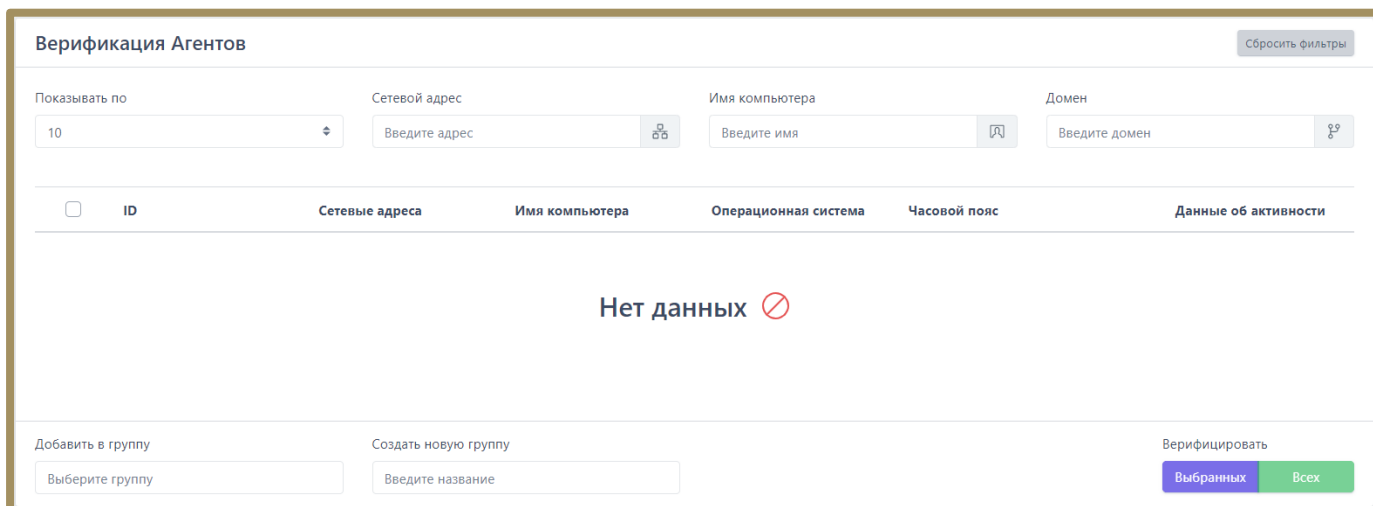 Верификация Агентов
Сбросить фильтры
Показывать по
Сетевой адрес
Имя компьютера
Домен
10
Введите адрес
Введите имя
Введите домен
ID
Сетевые адреса
Имя компьютера
Операционная система
Часовой пояс
Данные об активности
Нет данных
Добавить в группу
Создать новую группу
Верифицировать
Выберите группу
Введите название
Выбранных
Всех